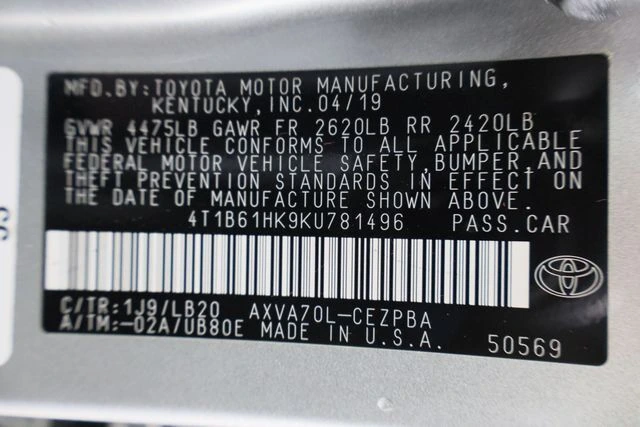 MFD. BY: TOYOTA MOTOR MANUFACTURING,
KENTUCKY, INC. 04/19
GVWR 4475LB GAWR FR 2620LB RR 2420LB
THIS VEHICLE CONFORMS TO ALL APPLICABLE
FEDERAL MOTOR VEHICLE SAFETY, BUMPER, AND
THEFT PREVENTION STANDARDS IN EFFECT ON
THE DATE OF MANUFACTURE SHOWN ABOVE.
4T1B61HK9KU781496 PASS.CAR
C/TR:1J9/LB20 AXVA70L-CEZPBA
A/TM:-02A/UB80E MADE IN U.S.A.
50569